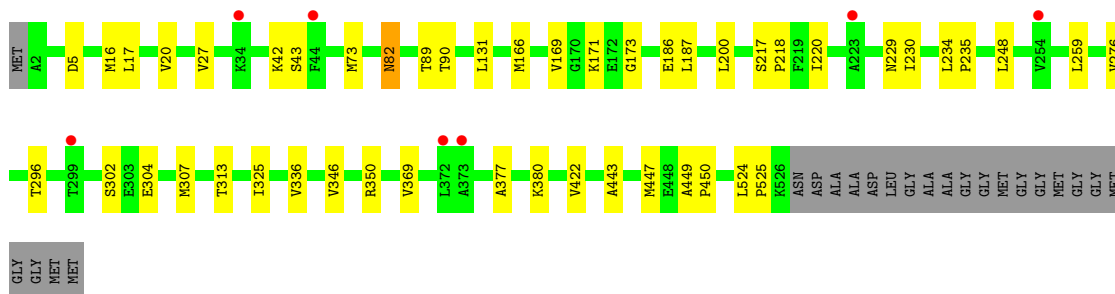 MET A2 D5 M16 L17 V20 V27 K34 K42 S43 F44 M73 N82 T89 T90 L131 M166 V169 G170 K171 E172 G173 E186 L187 L200 S217 P218 F219 I220 A223 N229 I230 L234 P235 L248 V254 L259 V276
T296 T299 S302 E303 E304 M307 T313 I325 V336 V346 R350 V369 L372 A373 A377 K380 V422 A443 M447 E448 A449 P450 L524 P525 K526 ASN ASP ALA ALA ASP LEU GLY ALA ALA GLY GLY MET GLY GLY MET GLY GLY MET
GLY GLY MET MET